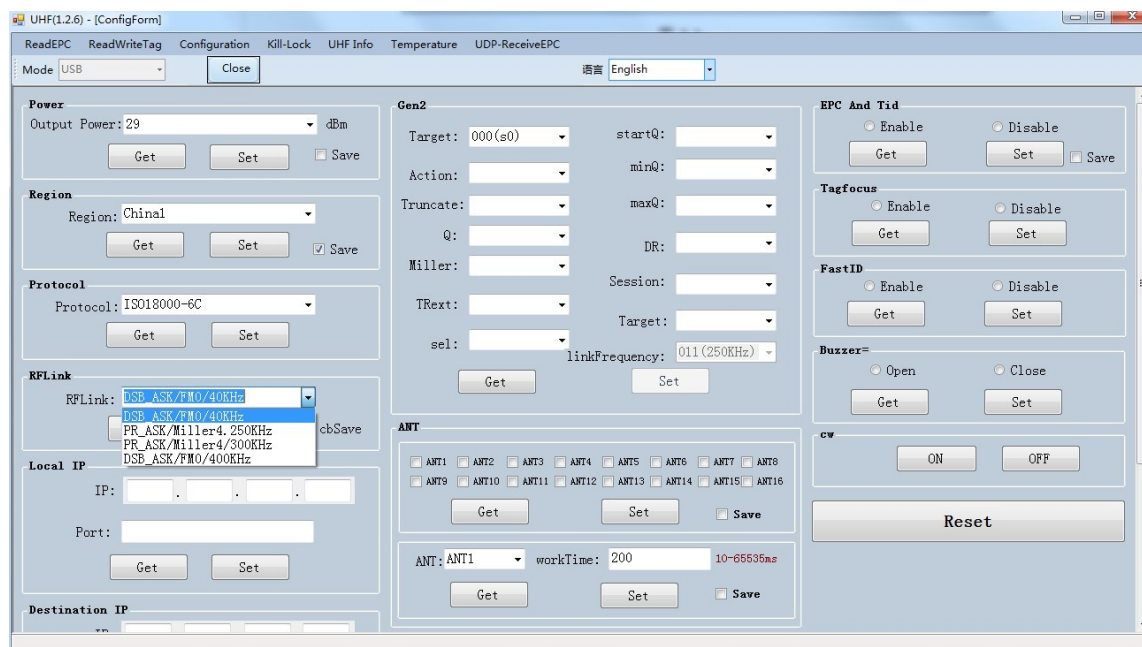 UHF(1.2.6) - [ConfigForm]
ReadEPC ReadWriteTag Configuration Kill-Lock UHF Info Temperature UDP-ReceiveEPC
Mode USB Close 语言 English
Power
Output Power: 29 dBm
Get Set Save
Region
Region: China1
Get Set Save
Protocol
Protocol: ISO18000-6C
Get Set
RFLink
RFLink: DSB_ASK/FM0/40KHz
DSB_ASK/FM0/40KHz
PR_ASK/Miller4.250KHz
PR_ASK/Miller4/300KHz
DSB_ASK/FM0/400KHz
cbSave
Local IP
IP: . . .
Port:
Get Set
Destination IP
Gen2
Target: 000(s0) startQ:
Action: minQ:
Truncate: maxQ:
Q: DR:
Miller: Session:
TRext: Target:
sel: linkFrequency: 011(250KHz)
Get Set
ANT
ANT1 ANT2 ANT3 ANT4 ANT5 ANT6 ANT7 ANT8
ANT9 ANT10 ANT11 ANT12 ANT13 ANT14 ANT15 ANT16
Get Set Save
ANT: ANT1 workTime: 200 10-65535ms
Get Set Save
EPC And Tid
Enable Disable
Get Set Save
Tagfocus
Enable Disable
Get Set
FastID
Enable Disable
Get Set
Buzzer=
Open Close
Get Set
cw
ON OFF
Reset